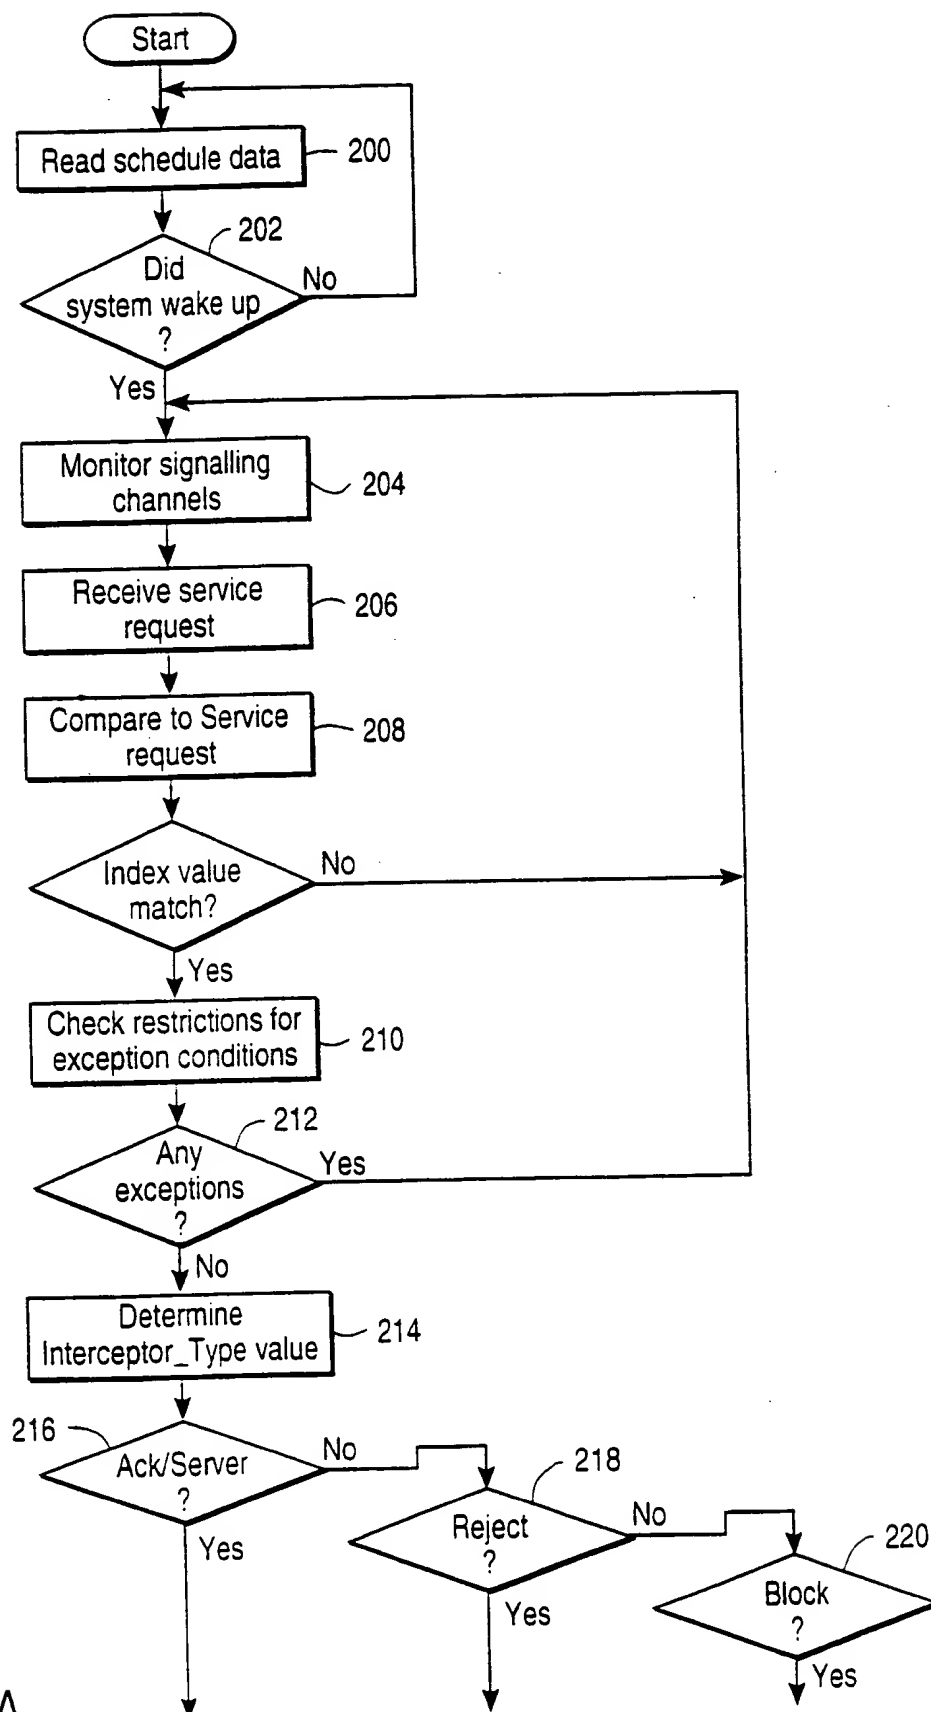 Start
Read schedule data
200
202
Did
system wake up
?
No
Yes
Monitor signalling
channels
204
Receive service
request
206
Compare to Service
request
208
Index value
match?
No
Yes
Check restrictions for
exception conditions
210
212
Any
exceptions
?
Yes
No
Determine
Interceptor_Type value
214
216
Ack/Server
?
No
Yes
218
Reject
?
No
Yes
220
Block
?
Yes